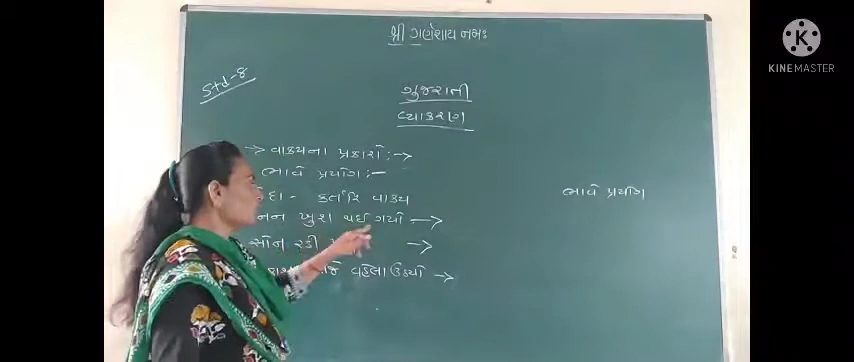 શ્રી ગણેશાય નમઃ
Std-8
ગુજરાતી
વ્યાકરણ
→ વાક્યના પ્રકારો :→
ભાવે પ્રયોગ :-
દા - કર્તરિ વાક્ય
ભાવે પ્રયોગ
ખુશ થઈ ગયો →
રડી →
વહેલા ઉઠ્યો →
KINEMASTER